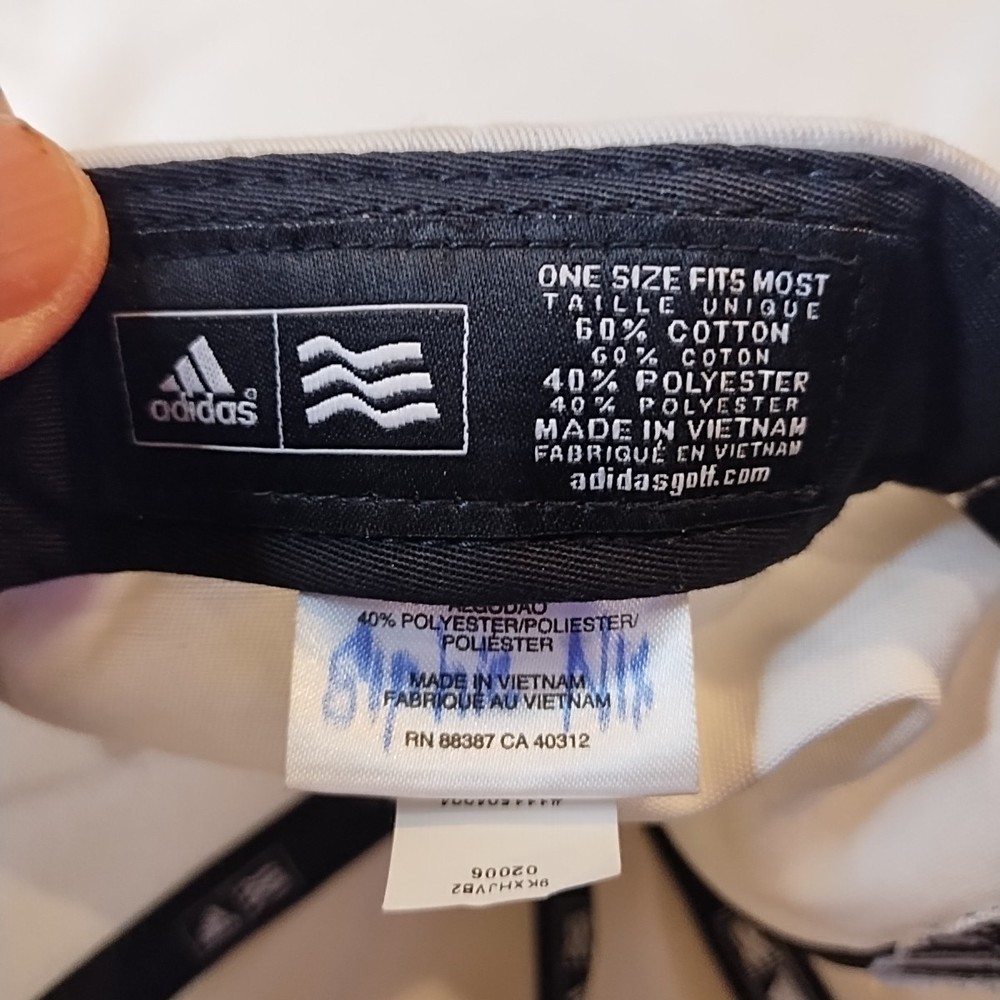 adidas
ONE SIZE FITS MOST
TAILLE UNIQUE
60% COTTON
60% COTON
40% POLYESTER
40% POLYESTER
MADE IN VIETNAM
FABRIQUÉ EN VIETNAM
adidasgolf.com
ALGODAO
40% POLYESTER/POLIESTER/
POLIÉSTER
MADE IN VIETNAM
FABRIQUE AU VIETNAM
RN 88387 CA 40312
02006
9KXHJVB2